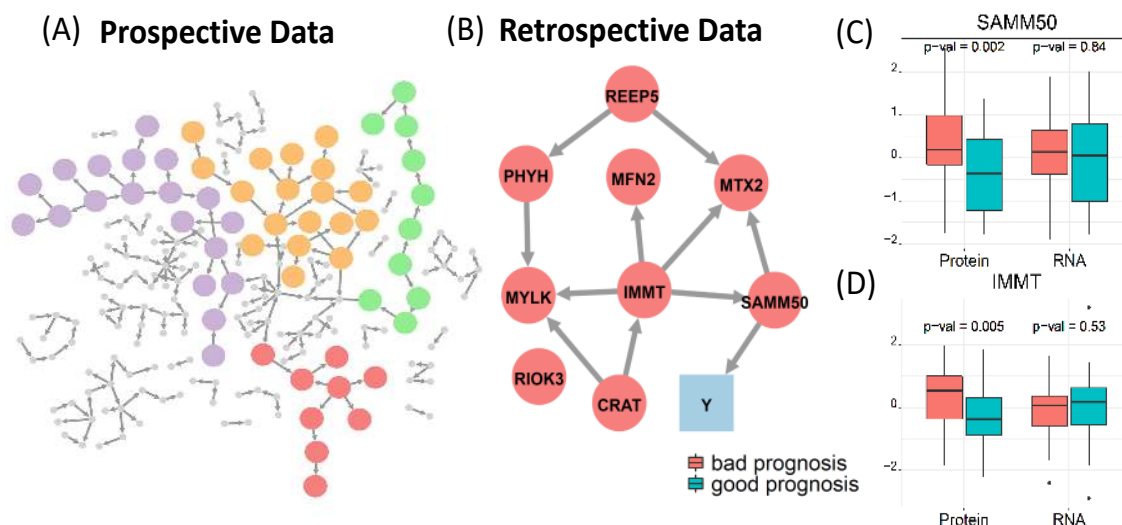 (A) Prospective Data
(B) Retrospective Data
REEP5
PHYH
MFN2
MTX2
MYLK
IMMT
SAMM50
RIOK3
CRAT
Y
bad prognosis
good prognosis
(C)
SAMM50
p-val = 0.002
p-val = 0.84
2
1
0
-1
-2
Protein
RNA
(D)
IMMT
p-val = 0.005
p-val = 0.53
2
0
-2
Protein
RNA